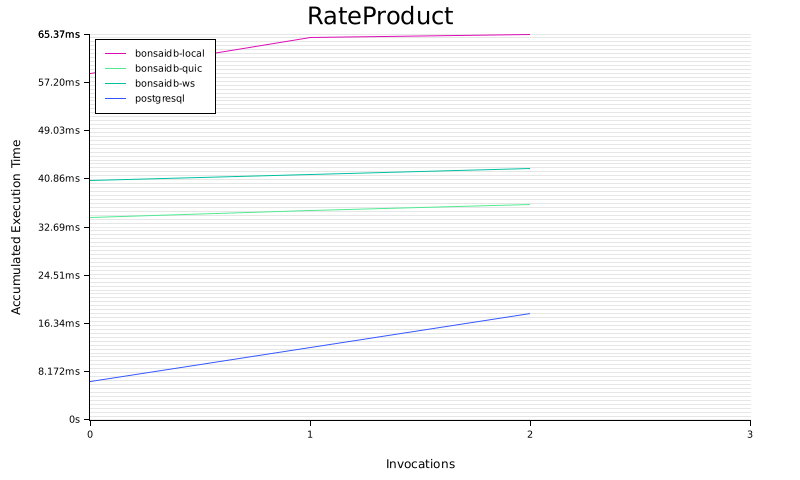 RateProduct
65.37ms
57.20ms
49.03ms
40.86ms
32.69ms
24.51ms
16.34ms
8.172ms
0s
bonsaidb-local
bonsaidb-quic
bonsaidb-ws
postgresql
Accumulated Execution Time
0 1 2 3
Invocations